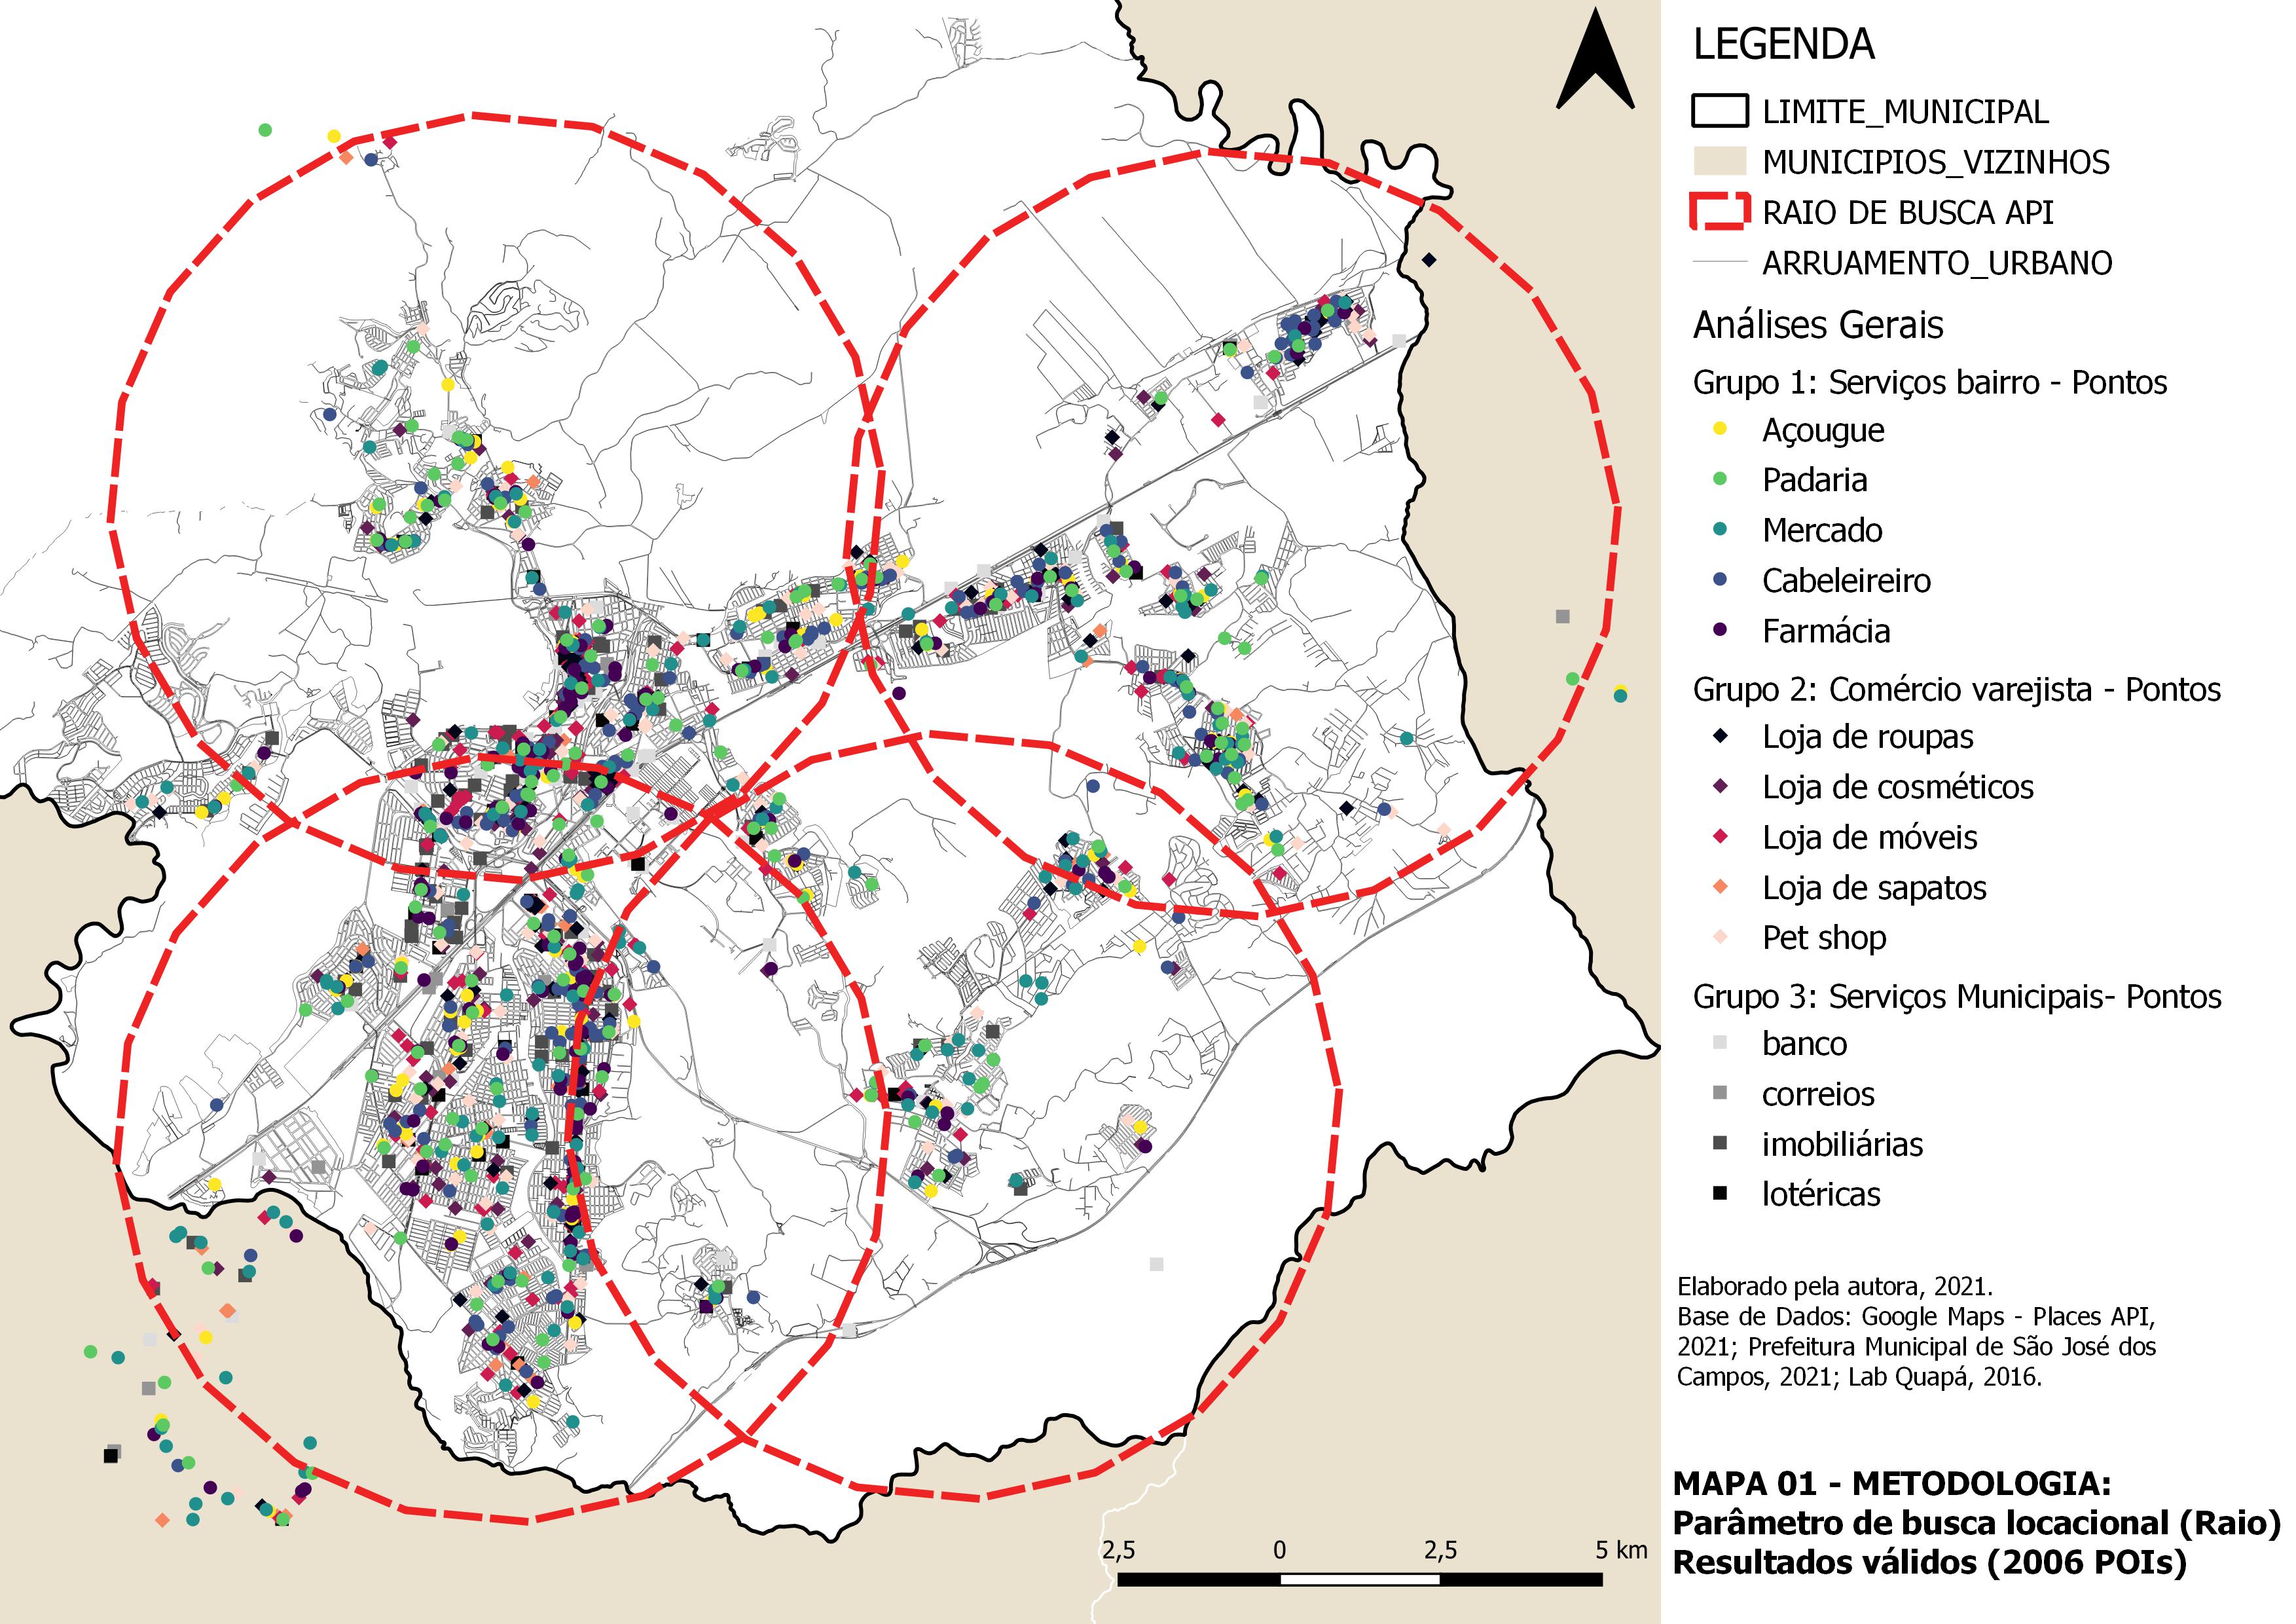 LEGENDA
LIMITE_MUNICIPAL
MUNICIPIOS_VIZINHOS
RAIO DE BUSCA API
ARRUAMENTO_URBANO
Análises Gerais
Grupo 1: Serviços bairro - Pontos
Açougue
Padaria
Mercado
Cabeleireiro
Farmácia
Grupo 2: Comércio varejista - Pontos
Loja de roupas
Loja de cosméticos
Loja de móveis
Loja de sapatos
Pet shop
Grupo 3: Serviços Municipais- Pontos
banco
correios
imobiliárias
lotéricas
Elaborado pela autora, 2021.
Base de Dados: Google Maps - Places API,
2021; Prefeitura Municipal de São José dos
Campos, 2021; Lab Quapá, 2016.
MAPA 01 - METODOLOGIA:
Parâmetro de busca locacional (Raio)
Resultados válidos (2006 POIs)
2,5 0 2,5 5 km